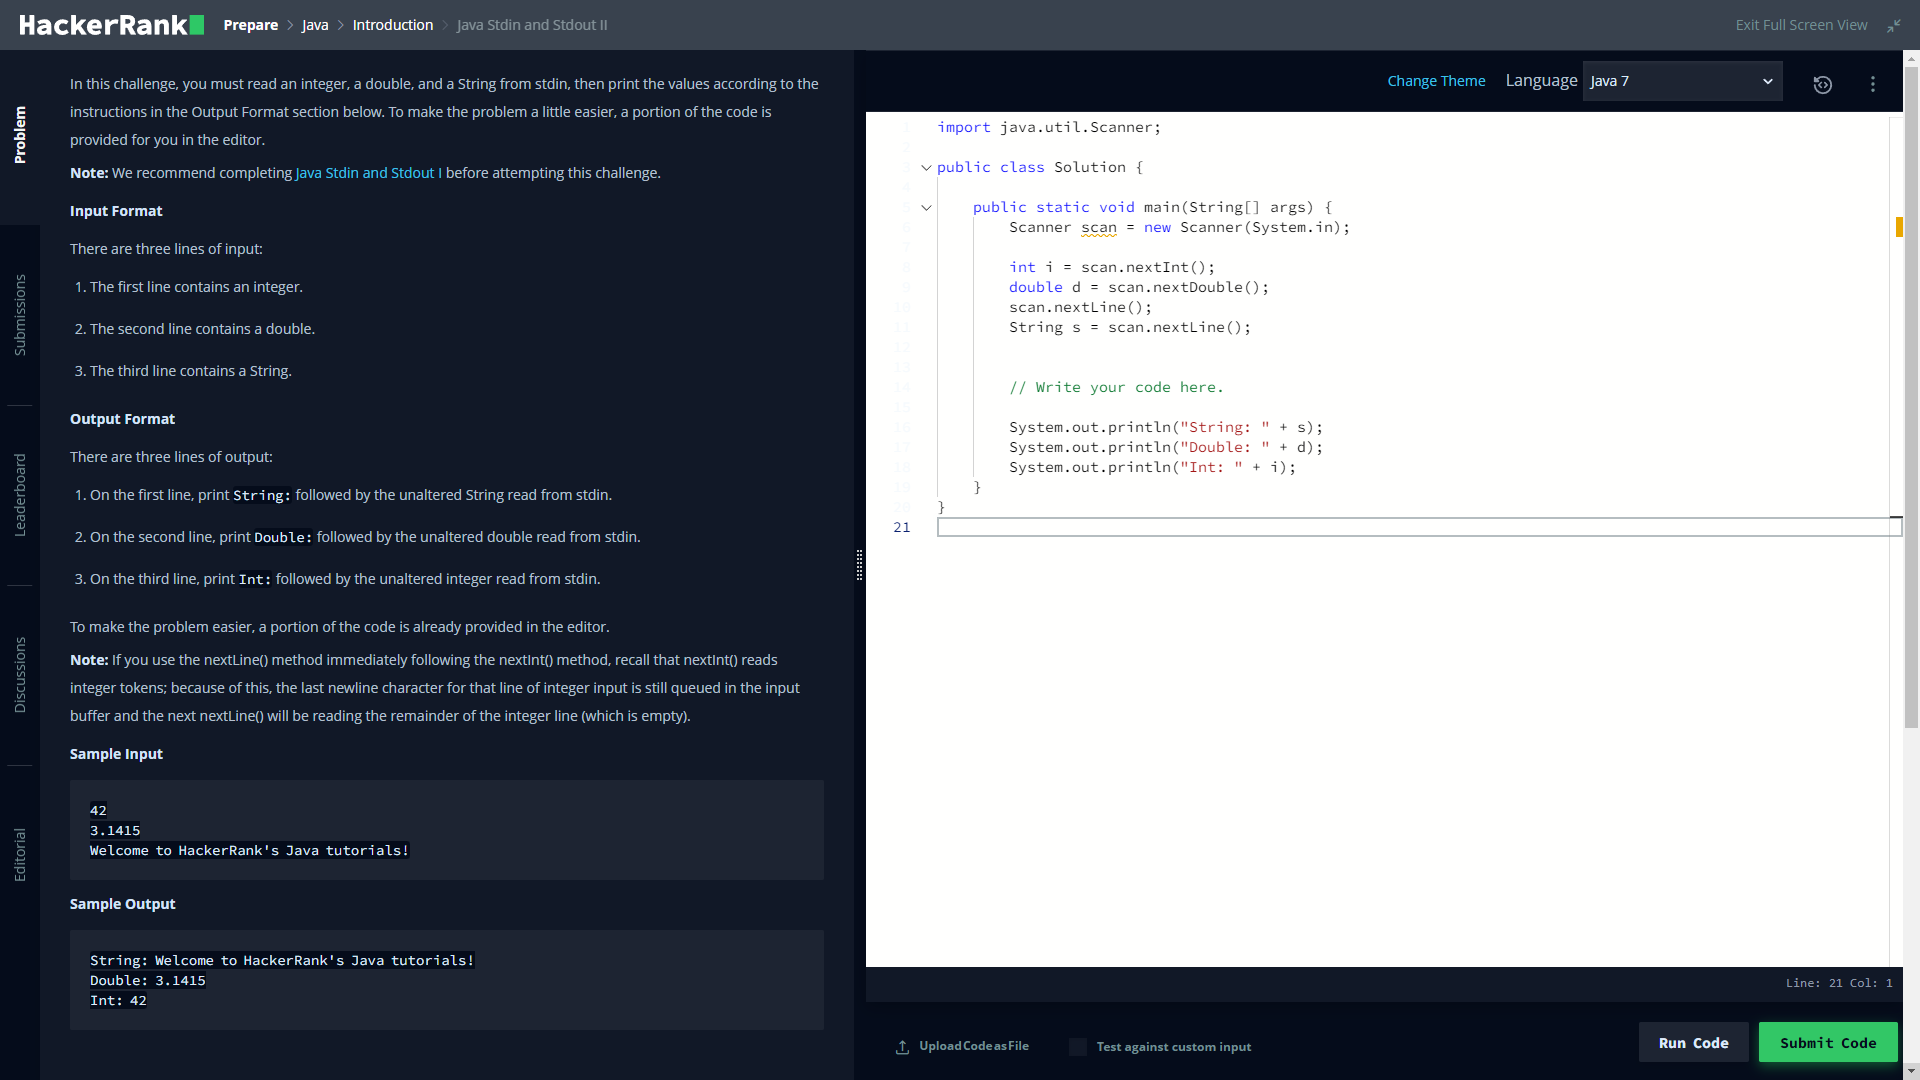 HackerRank
Prepare > Java > Introduction > Java Stdin and Stdout II
Exit Full Screen View
Problem
Submissions
Leaderboard
Discussions
Editorial
In this challenge, you must read an integer, a double, and a String from stdin, then print the values according to the
instructions in the Output Format section below. To make the problem a little easier, a portion of the code is
provided for you in the editor.
Note: We recommend completing Java Stdin and Stdout I before attempting this challenge.
Input Format
There are three lines of input:
1. The first line contains an integer.
2. The second line contains a double.
3. The third line contains a String.
Output Format
There are three lines of output:
1. On the first line, print String: followed by the unaltered String read from stdin.
2. On the second line, print Double: followed by the unaltered double read from stdin.
3. On the third line, print Int: followed by the unaltered integer read from stdin.
To make the problem easier, a portion of the code is already provided in the editor.
Note: If you use the nextLine() method immediately following the nextInt() method, recall that nextInt() reads
integer tokens; because of this, the last newline character for that line of integer input is still queued in the input
buffer and the next nextLine() will be reading the remainder of the integer line (which is empty).
Sample Input
42
3.1415
Welcome to HackerRank's Java tutorials!
Sample Output
String: Welcome to HackerRank's Java tutorials!
Double: 3.1415
Int: 42
Change Theme
Language
Java 7
1 import java.util.Scanner;
2
3 public class Solution {
4
5     public static void main(String[] args) {
6         Scanner scan = new Scanner(System.in);
7
8         int i = scan.nextInt();
9         double d = scan.nextDouble();
10         scan.nextLine();
11         String s = scan.nextLine();
12
13
14         // Write your code here.
15
16         System.out.println("String: " + s);
17         System.out.println("Double: " + d);
18         System.out.println("Int: " + i);
19     }
20 }
21
Line: 21 Col: 1
Upload Code as File
Test against custom input
Run Code
Submit Code